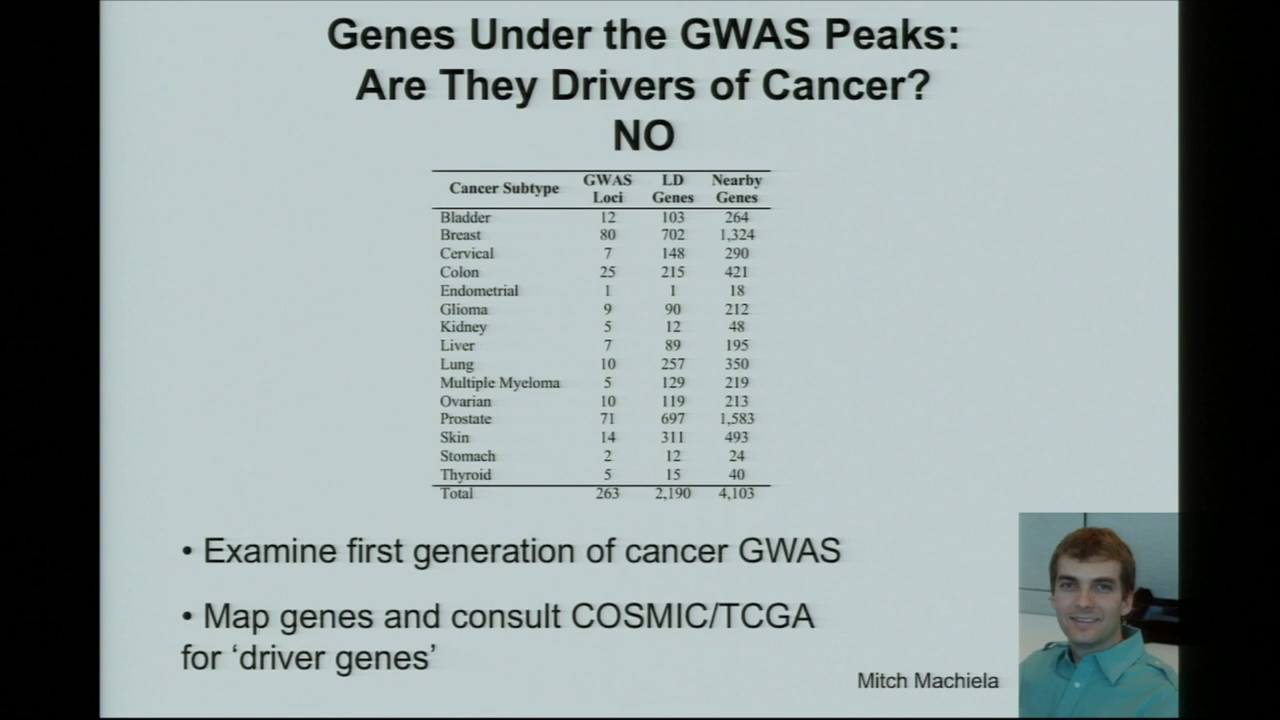 Genes Under the GWAS Peaks:
Are They Drivers of Cancer?
NO
Cancer Subtype GWAS Loci LD Genes Nearby Genes
Bladder 12 103 264
Breast 80 702 1,324
Cervical 7 148 290
Colon 25 215 421
Endometrial 1 1 18
Glioma 9 90 212
Kidney 5 12 48
Liver 7 89 195
Lung 10 257 350
Multiple Myeloma 5 129 219
Ovarian 10 119 213
Prostate 71 697 1,583
Skin 14 311 493
Stomach 2 12 24
Thyroid 5 15 40
Total 263 2,190 4,103
• Examine first generation of cancer GWAS
• Map genes and consult COSMIC/TCGA
for ‘driver genes’
Mitch Machiela